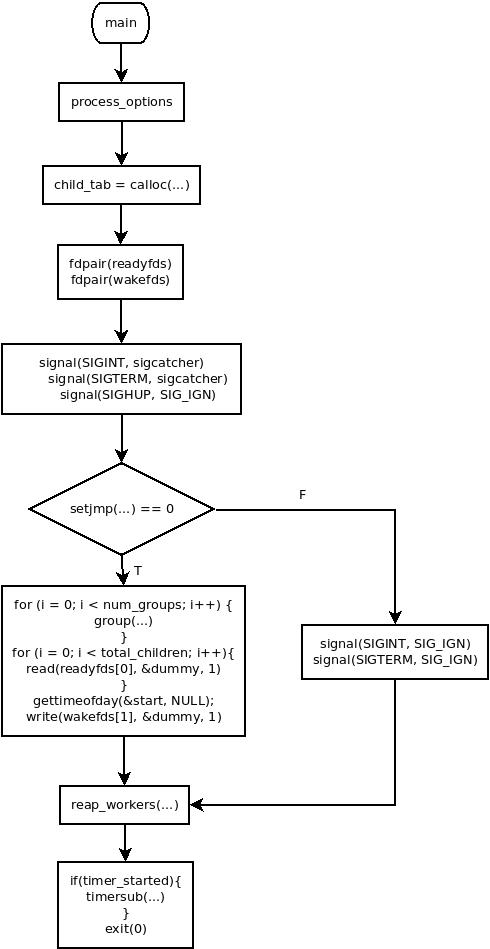 main
process_options
child_tab = calloc(...)
fdpair(readyfds)
fdpair(wakefds)
signal(SIGINT, sigcatcher)
signal(SIGTERM, sigcatcher)
signal(SIGHUP, SIG_IGN)
setjmp(...) == 0
F
T
for (i = 0; i < num_groups; i++) {
group(...)
}
for (i = 0; i < total_children; i++){
read(readyfds[0], &dummy, 1)
}
gettimeofday(&start, NULL);
write(wakefds[1], &dummy, 1)
signal(SIGINT, SIG_IGN)
signal(SIGTERM, SIG_IGN)
reap_workers(...)
if(timer_started){
timersub(...)
}
exit(0)